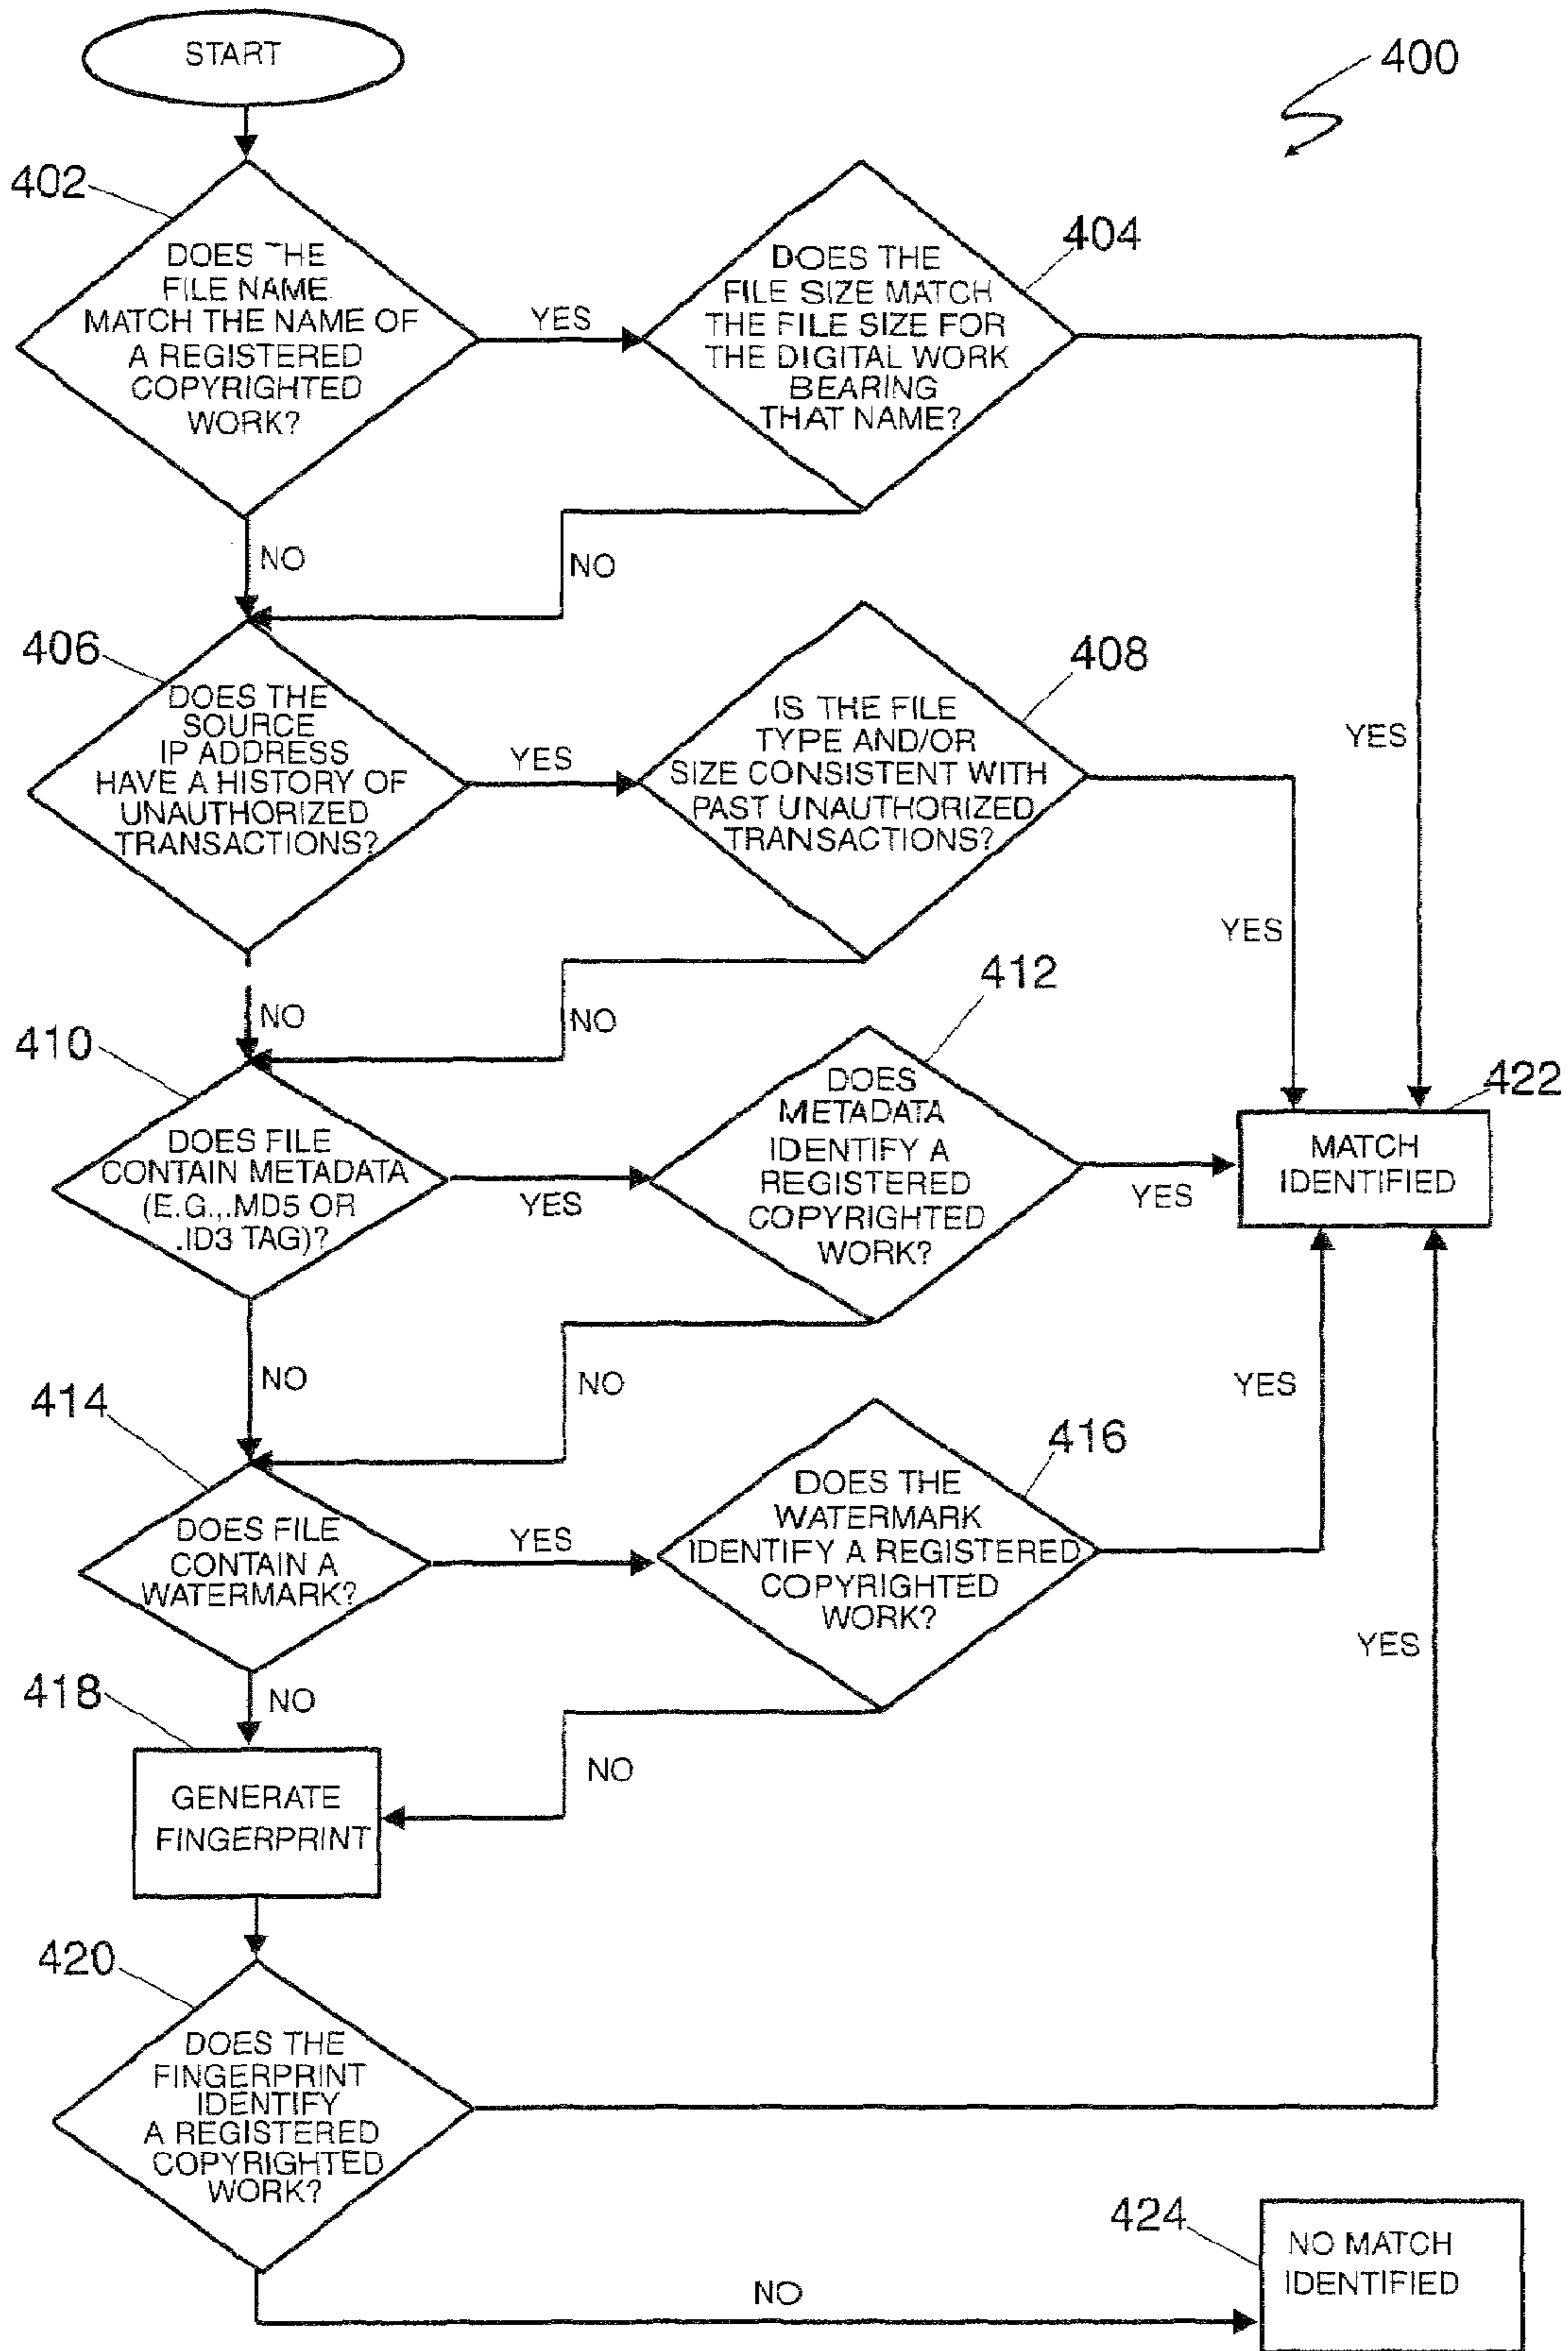 START
400
402
DOES THE
FILE NAME
MATCH THE NAME OF
A REGISTERED
COPYRIGHTED
WORK?
YES
404
DOES THE
FILE SIZE MATCH
THE FILE SIZE FOR
THE DIGITAL WORK
BEARING
THAT NAME?
YES
NO
NO
406
DOES THE
SOURCE
IP ADDRESS
HAVE A HISTORY OF
UNAUTHORIZED
TRANSACTIONS?
YES
408
IS THE FILE
TYPE AND/OR
SIZE CONSISTENT WITH
PAST UNAUTHORIZED
TRANSACTIONS?
YES
NO
NO
410
DOES FILE
CONTAIN METADATA
(E.G.,.MD5 OR
.ID3 TAG)?
YES
412
DOES
METADATA
IDENTIFY A
REGISTERED
COPYRIGHTED
WORK?
YES
422
MATCH
IDENTIFIED
NO
NO
414
DOES FILE
CONTAIN A
WATERMARK?
YES
416
DOES THE
WATERMARK
IDENTIFY A REGISTERED
COPYRIGHTED
WORK?
YES
NO
NO
418
GENERATE
FINGERPRINT
420
DOES THE
FINGERPRINT
IDENTIFY
A REGISTERED
COPYRIGHTED
WORK?
YES
NO
424
NO MATCH
IDENTIFIED